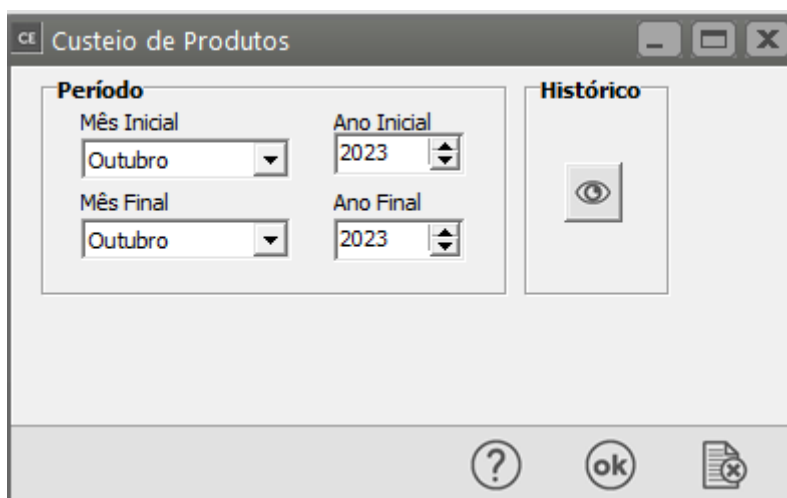 CE Custeio de Produtos
Período
Histórico
Mês Inicial
Ano Inicial
Outubro
2023
Mês Final
Ano Final
Outubro
2023
?
ok